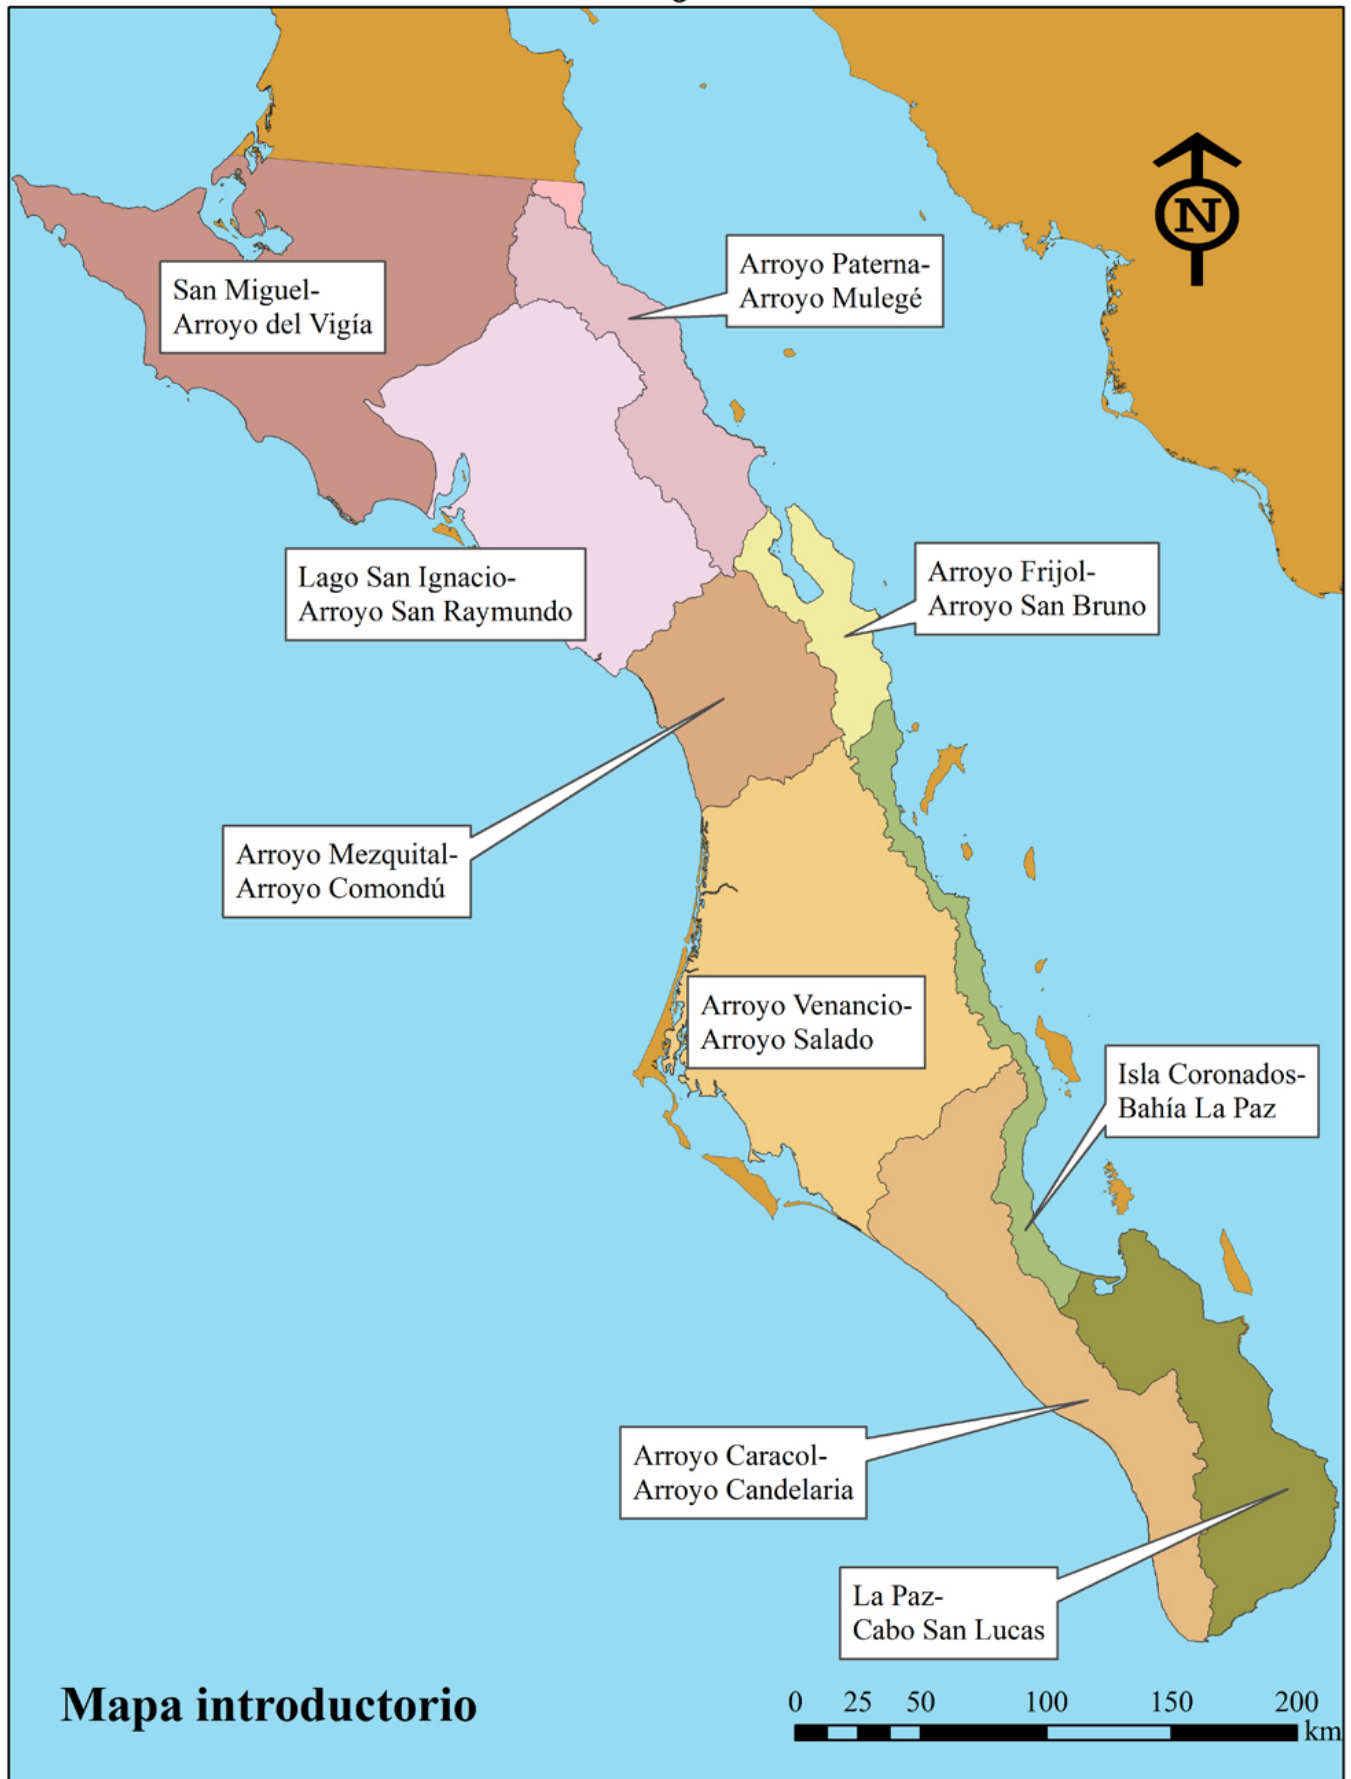 N
Arroyo Paterna-
Arroyo Mulegé
San Miguel-
Arroyo del Vigía
Arroyo Frijol-
Arroyo San Bruno
Lago San Ignacio-
Arroyo San Raymundo
Arroyo Mezquital-
Arroyo Comondú
Arroyo Venancio-
Arroyo Salado
Isla Coronados-
Bahía La Paz
Arroyo Caracol-
Arroyo Candelaria
La Paz-
Cabo San Lucas
Mapa introductorio
0 25 50 100 150 200
km